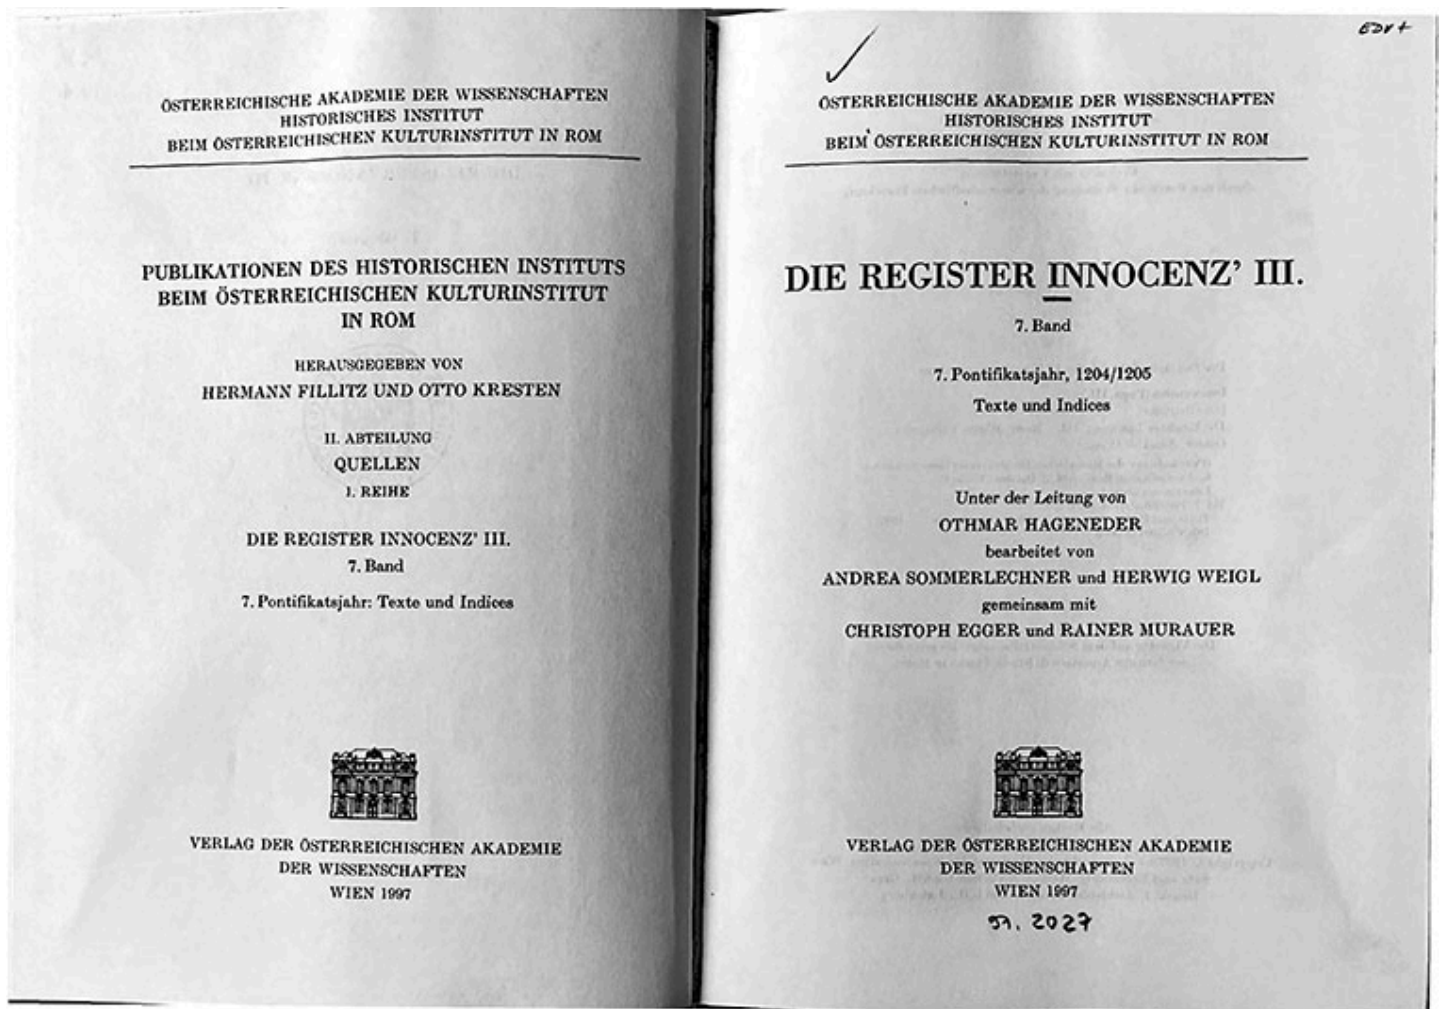 ÖSTERREICHISCHE AKADEMIE DER WISSENSCHAFTEN
HISTORISCHES INSTITUT
BEIM ÖSTERREICHISCHEN KULTURINSTITUT IN ROM
PUBLIKATIONEN DES HISTORISCHEN INSTITUTS
BEIM ÖSTERREICHISCHEN KULTURINSTITUT
IN ROM
HERAUSGEGEBEN VON
HERMANN FILLITZ UND OTTO KRESTEN
II. ABTEILUNG
QUELLEN
I. REIHE
DIE REGISTER INNOCENZ' III.
7. Band
7. Pontifikatsjahr: Texte und Indices
VERLAG DER ÖSTERREICHISCHEN AKADEMIE
DER WISSENSCHAFTEN
WIEN 1997
ÖSTERREICHISCHE AKADEMIE DER WISSENSCHAFTEN
HISTORISCHES INSTITUT
BEIM ÖSTERREICHISCHEN KULTURINSTITUT IN ROM
DIE REGISTER INNOCENZ' III.
7. Band
7. Pontifikatsjahr, 1204/1205
Texte und Indices
Unter der Leitung von
OTHMAR HAGENEDER
bearbeitet von
ANDREA SOMMERLECHNER und HERWIG WEIGL
gemeinsam mit
CHRISTOPH EGGER und RAINER MURAUER
VERLAG DER ÖSTERREICHISCHEN AKADEMIE
DER WISSENSCHAFTEN
WIEN 1997
2027